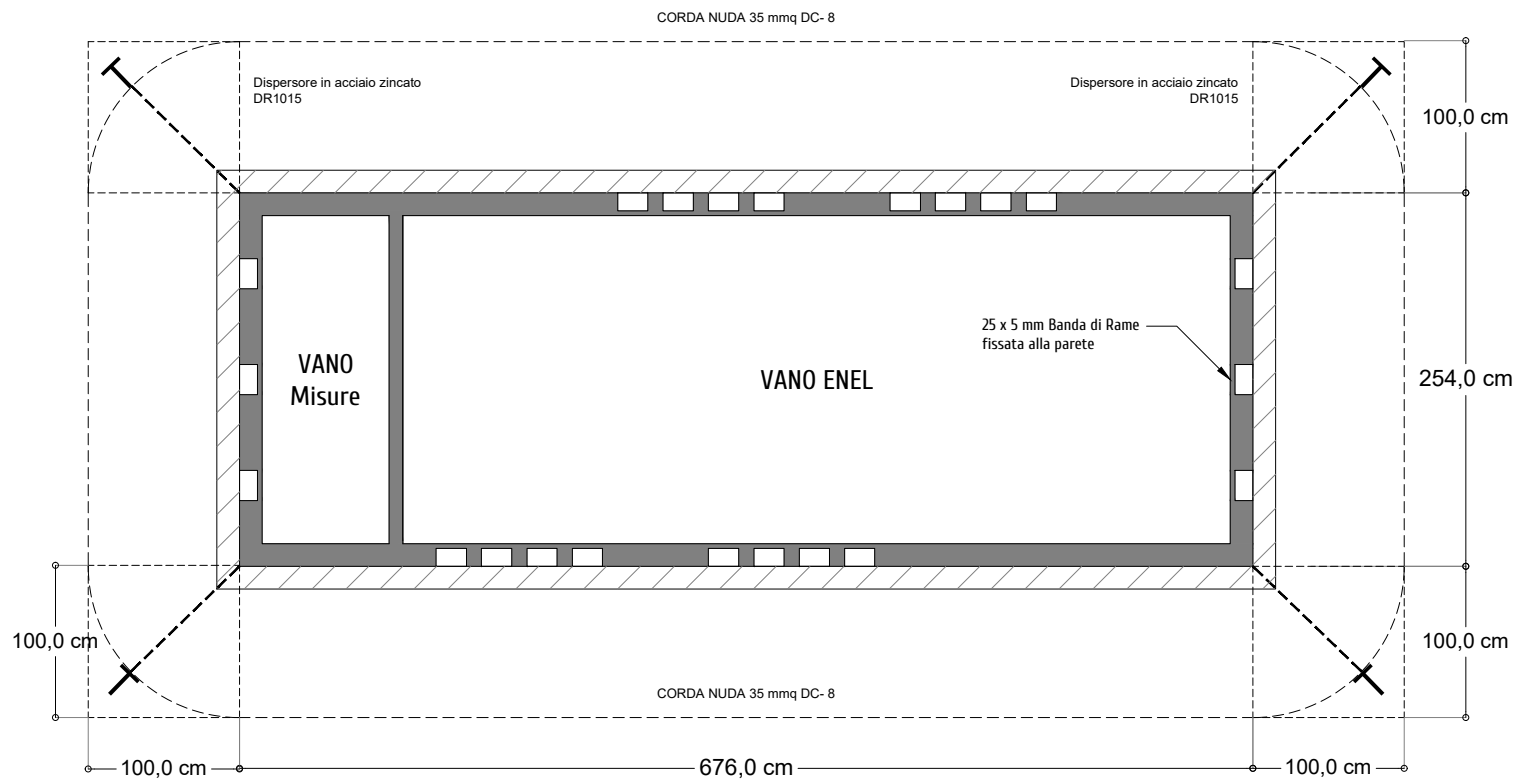 CORDA NUDA 35 mmq DC- 8
Dispersore in acciaio zincato
DR1015
Dispersore in acciaio zincato
DR1015
100,0 cm
25 x 5 mm Banda di Rame
fissata alla parete
VANO
Misure
VANO ENEL
254,0 cm
100,0 cm
100,0 cm
CORDA NUDA 35 mmq DC- 8
100,0 cm
676,0 cm
100,0 cm